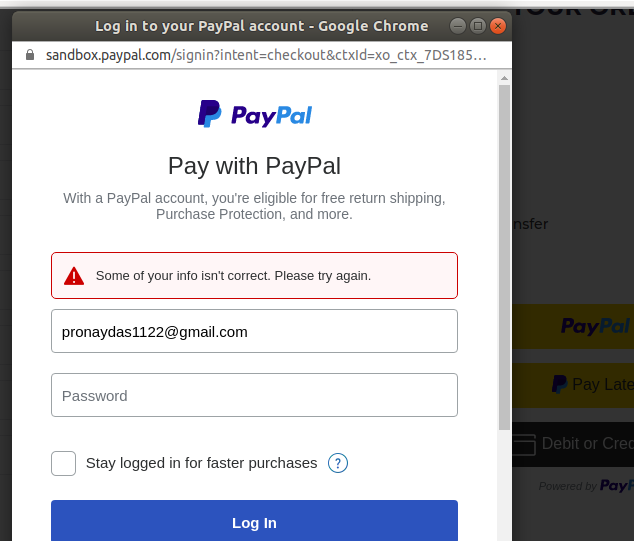 Log in to your PayPal account - Google Chrome
sandbox.paypal.com/signin?intent=checkout&ctxId=xo_ctx_7DS185…
PayPal
Pay with PayPal
With a PayPal account, you're eligible for free return shipping,
Purchase Protection, and more.
Some of your info isn't correct. Please try again.
pronaydas1122@gmail.com
Password
Stay logged in for faster purchases ?
Log In
YOUR
nsfer
PayPal
Pay Late
Debit or Cred
Powered by PayP